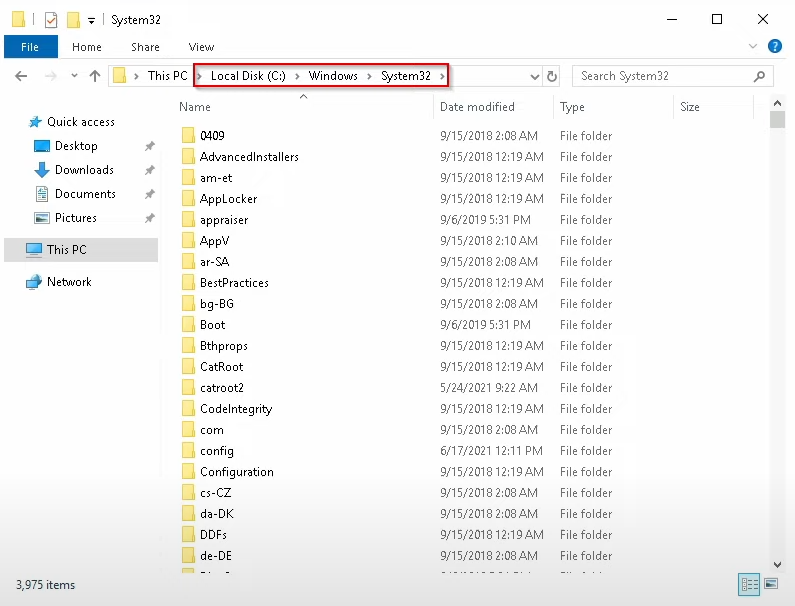 System32
File Home Share View
This PC Local Disk (C:) Windows System32 Search System32
Name Date modified Type Size
Quick access
Desktop
Downloads
Documents
Pictures
This PC
Network
0409 9/15/2018 2:08 AM File folder
AdvancedInstallers 9/15/2018 12:19 AM File folder
am-et 9/15/2018 12:19 AM File folder
AppLocker 9/15/2018 12:19 AM File folder
appraiser 9/6/2019 5:31 PM File folder
AppV 9/15/2018 2:10 AM File folder
ar-SA 9/15/2018 2:08 AM File folder
BestPractices 9/15/2018 12:19 AM File folder
bg-BG 9/15/2018 2:08 AM File folder
Boot 9/6/2019 5:31 PM File folder
Bthprops 9/15/2018 12:19 AM File folder
CatRoot 9/15/2018 12:19 AM File folder
catroot2 5/24/2021 9:22 AM File folder
CodeIntegrity 9/15/2018 12:19 AM File folder
com 9/15/2018 2:08 AM File folder
config 6/17/2021 12:11 PM File folder
Configuration 9/15/2018 12:19 AM File folder
cs-CZ 9/15/2018 2:08 AM File folder
da-DK 9/15/2018 2:08 AM File folder
DDFs 9/15/2018 12:19 AM File folder
de-DE 9/15/2018 2:08 AM File folder
3,975 items